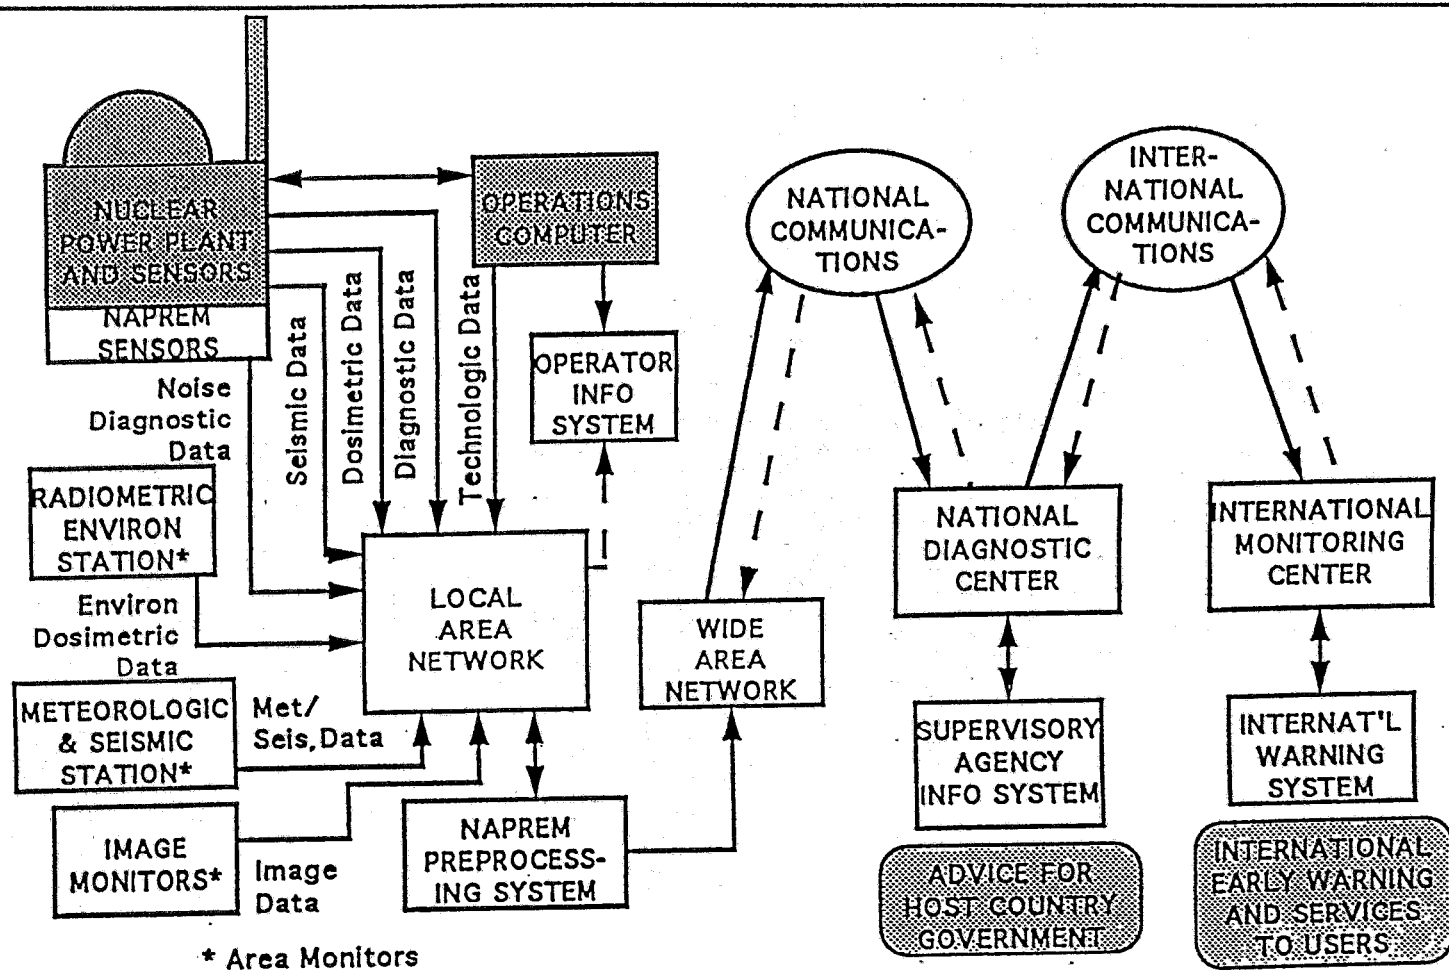 NUCLEAR
POWER PLANT
AND SENSORS
NAPREM
SENSORS
OPERATIONS
COMPUTER
OPERATOR
INFO
SYSTEM
Noise
Diagnostic
Data
Seismic Data
Dosimetric Data
Diagnostic Data
Technologic Data
RADIOMETRIC
ENVIRON
STATION*
Environ
Dosimetric
Data
METEOROLOGIC
& SEISMIC
STATION*
Met/
Seis,Data
IMAGE
MONITORS*
Image
Data
* Area Monitors
LOCAL
AREA
NETWORK
NAPREM
PREPROCESS-
ING SYSTEM
WIDE
AREA
NETWORK
NATIONAL
COMMUNICA-
TIONS
INTER-
NATIONAL
COMMUNICA-
TIONS
NATIONAL
DIAGNOSTIC
CENTER
INTERNATIONAL
MONITORING
CENTER
SUPERVISORY
AGENCY
INFO SYSTEM
INTERNAT'L
WARNING
SYSTEM
ADVICE FOR
HOST COUNTRY
GOVERNMENT
INTERNATIONAL
EARLY WARNING
AND SERVICES
TO USERS